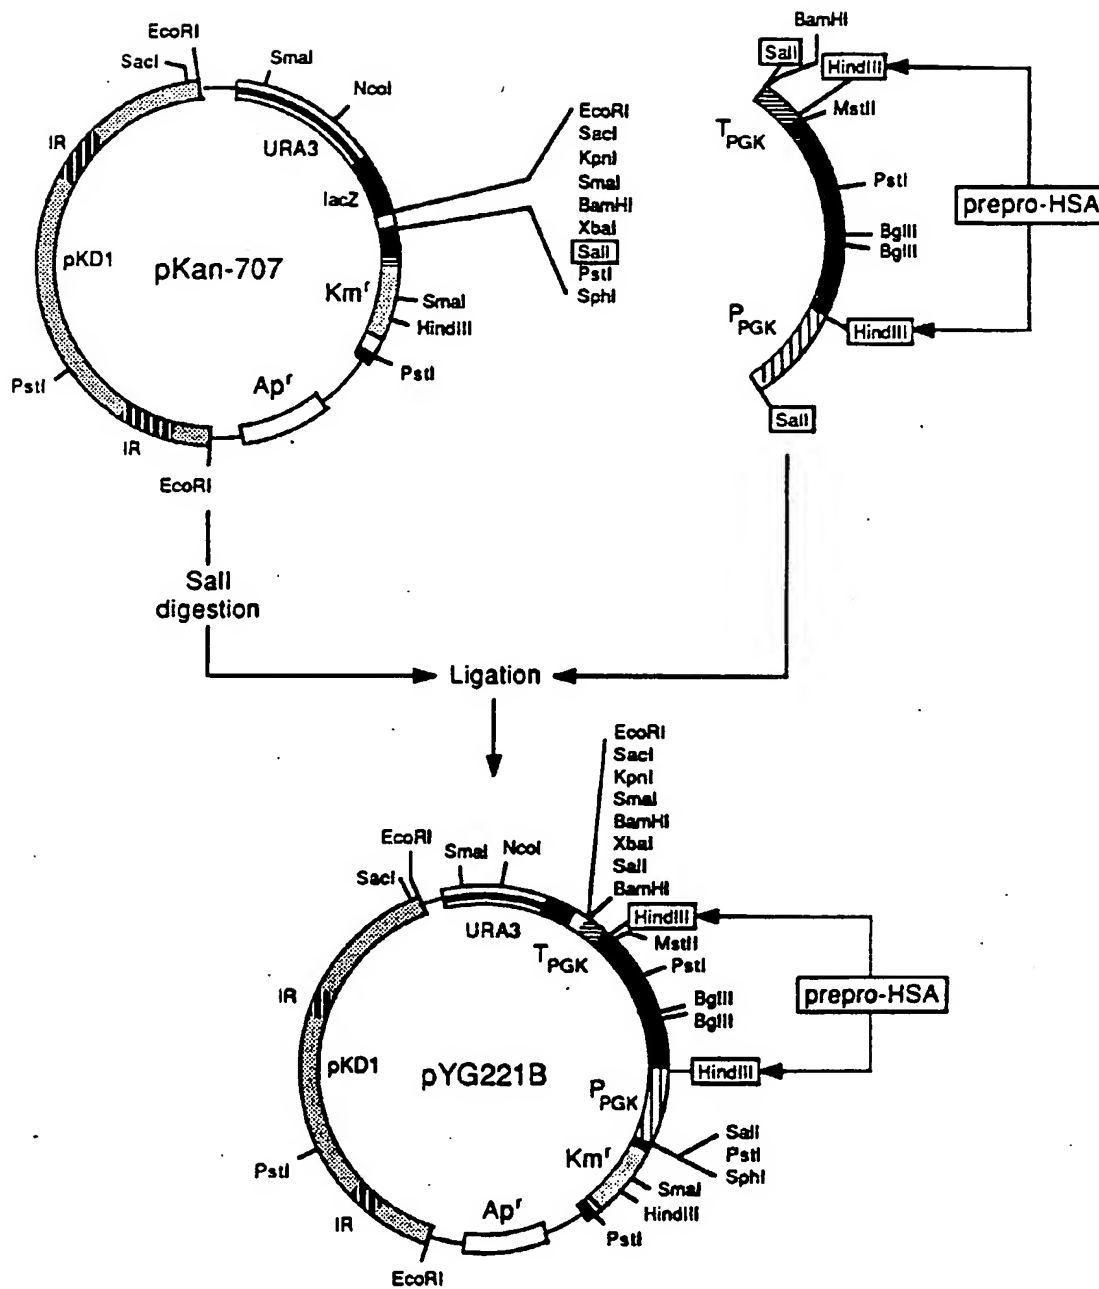 EcoRI
SacI
SmaI
NcoI
IR
URA3
lacZ
pKD1
pKan-707
Kmʳ
SmaI
HindIII
PstI
PstI
Apʳ
IR
EcoRI
EcoRI
SacI
KpnI
SmaI
BamHI
XbaI
SalI
PstI
SphI
BamHI
SalI
HindIII
MstII
TPGK
PstI
prepro-HSA
BglII
BglII
PPGK
HindIII
SalI
SalI
digestion
Ligation
EcoRI
SacI
KpnI
SmaI
BamHI
XbaI
SalI
BamHI
EcoRI
SacI
SmaI
NcoI
URA3
HindIII
MstII
TPGK
PstI
prepro-HSA
IR
BglII
BglII
pKD1
pYG221B
HindIII
PPGK
SalI
PstI
SphI
Kmʳ
PstI
SmaI
HindIII
IR
Apʳ
PstI
EcoRI